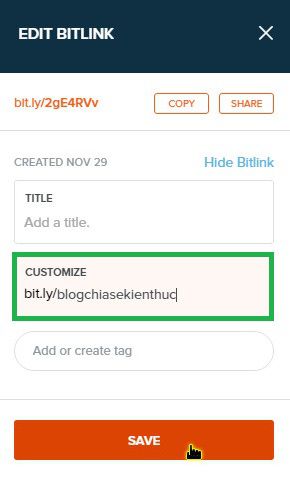 EDIT BITLINK
bit.ly/2gE4RVv
COPY
SHARE
CREATED NOV 29
Hide Bitlink
TITLE
Add a title.
CUSTOMIZE
bit.ly/blogchiasekienthuc
Add or create tag
SAVE